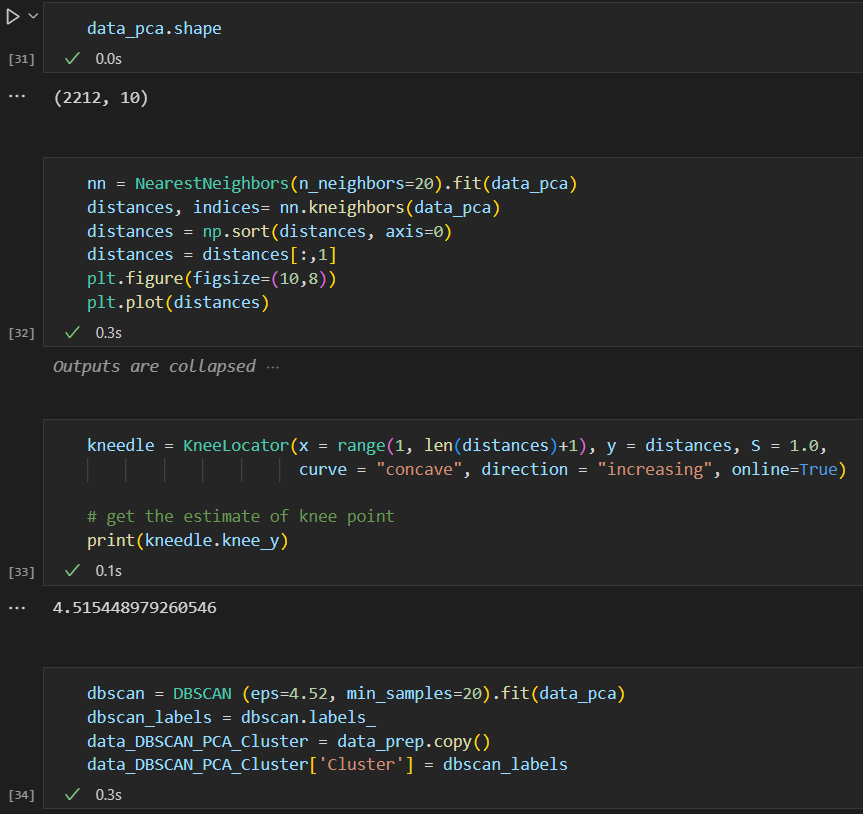 data_pca.shape
[31] ✓ 0.0s
... (2212, 10)
nn = NearestNeighbors(n_neighbors=20).fit(data_pca)
distances, indices= nn.kneighbors(data_pca)
distances = np.sort(distances, axis=0)
distances = distances[:,1]
plt.figure(figsize=(10,8))
plt.plot(distances)
[32] ✓ 0.3s
Outputs are collapsed ...
kneedle = KneeLocator(x = range(1, len(distances)+1), y = distances, S = 1.0,
curve = "concave", direction = "increasing", online=True)
# get the estimate of knee point
print(kneedle.knee_y)
[33] ✓ 0.1s
... 4.515448979260546
dbscan = DBSCAN (eps=4.52, min_samples=20).fit(data_pca)
dbscan_labels = dbscan.labels_
data_DBSCAN_PCA_Cluster = data_prep.copy()
data_DBSCAN_PCA_Cluster['Cluster'] = dbscan_labels
[34] ✓ 0.3s